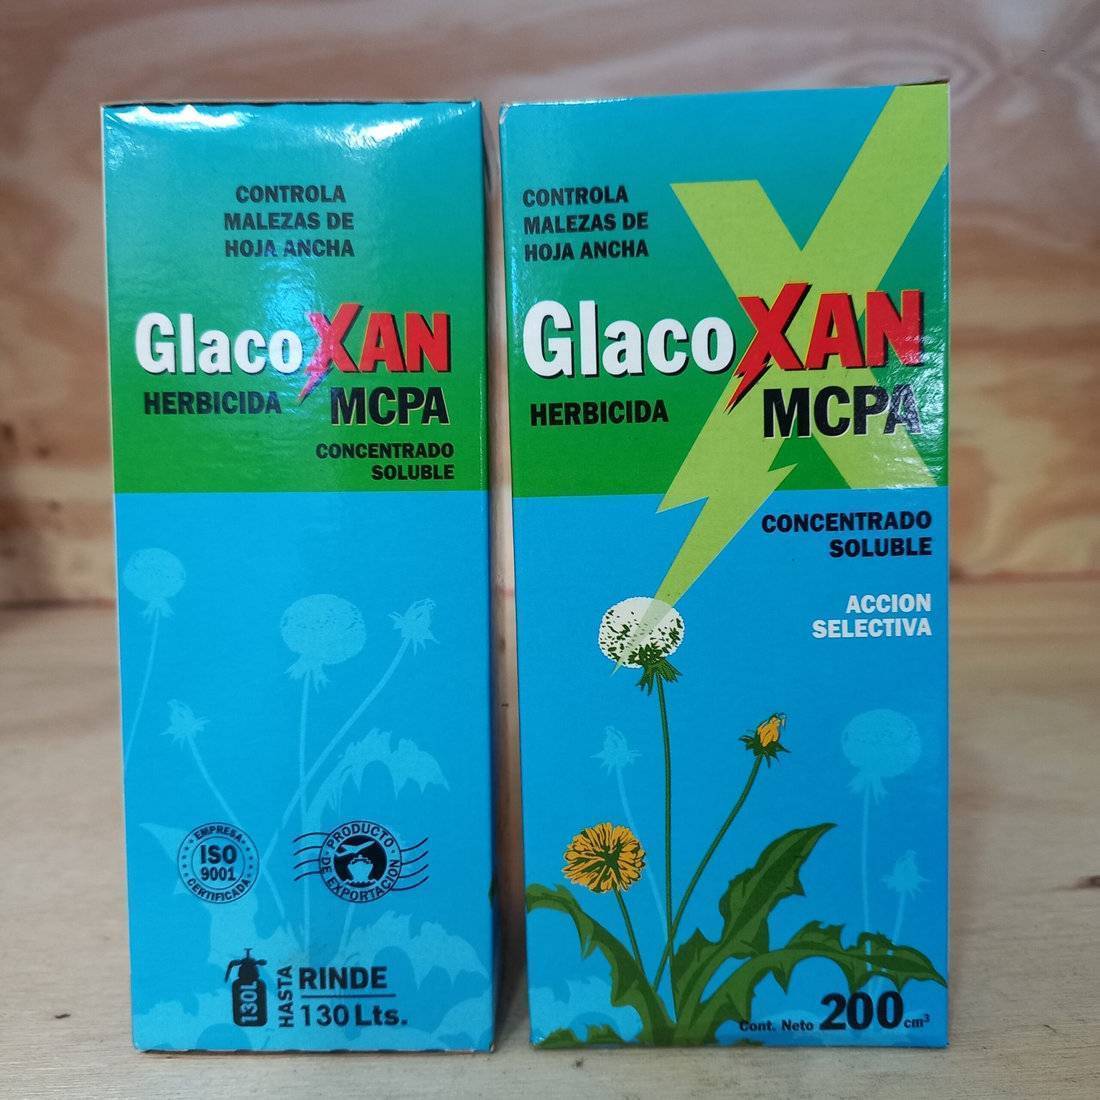 CONTROLA
MALEZAS DE
HOJA ANCHA
GlacoXAN
HERBICIDA MCPA
CONCENTRADO
SOLUBLE
EMPRESA
ISO
9001
CERTIFICADA
PRODUCTO
DE EXPORTACION
130L
HASTA
RINDE
130 Lts.
CONTROLA
MALEZAS DE
HOJA ANCHA
GlacoXAN
HERBICIDA MCPA
CONCENTRADO
SOLUBLE
ACCION
SELECTIVA
Cont. Neto 200 cm³